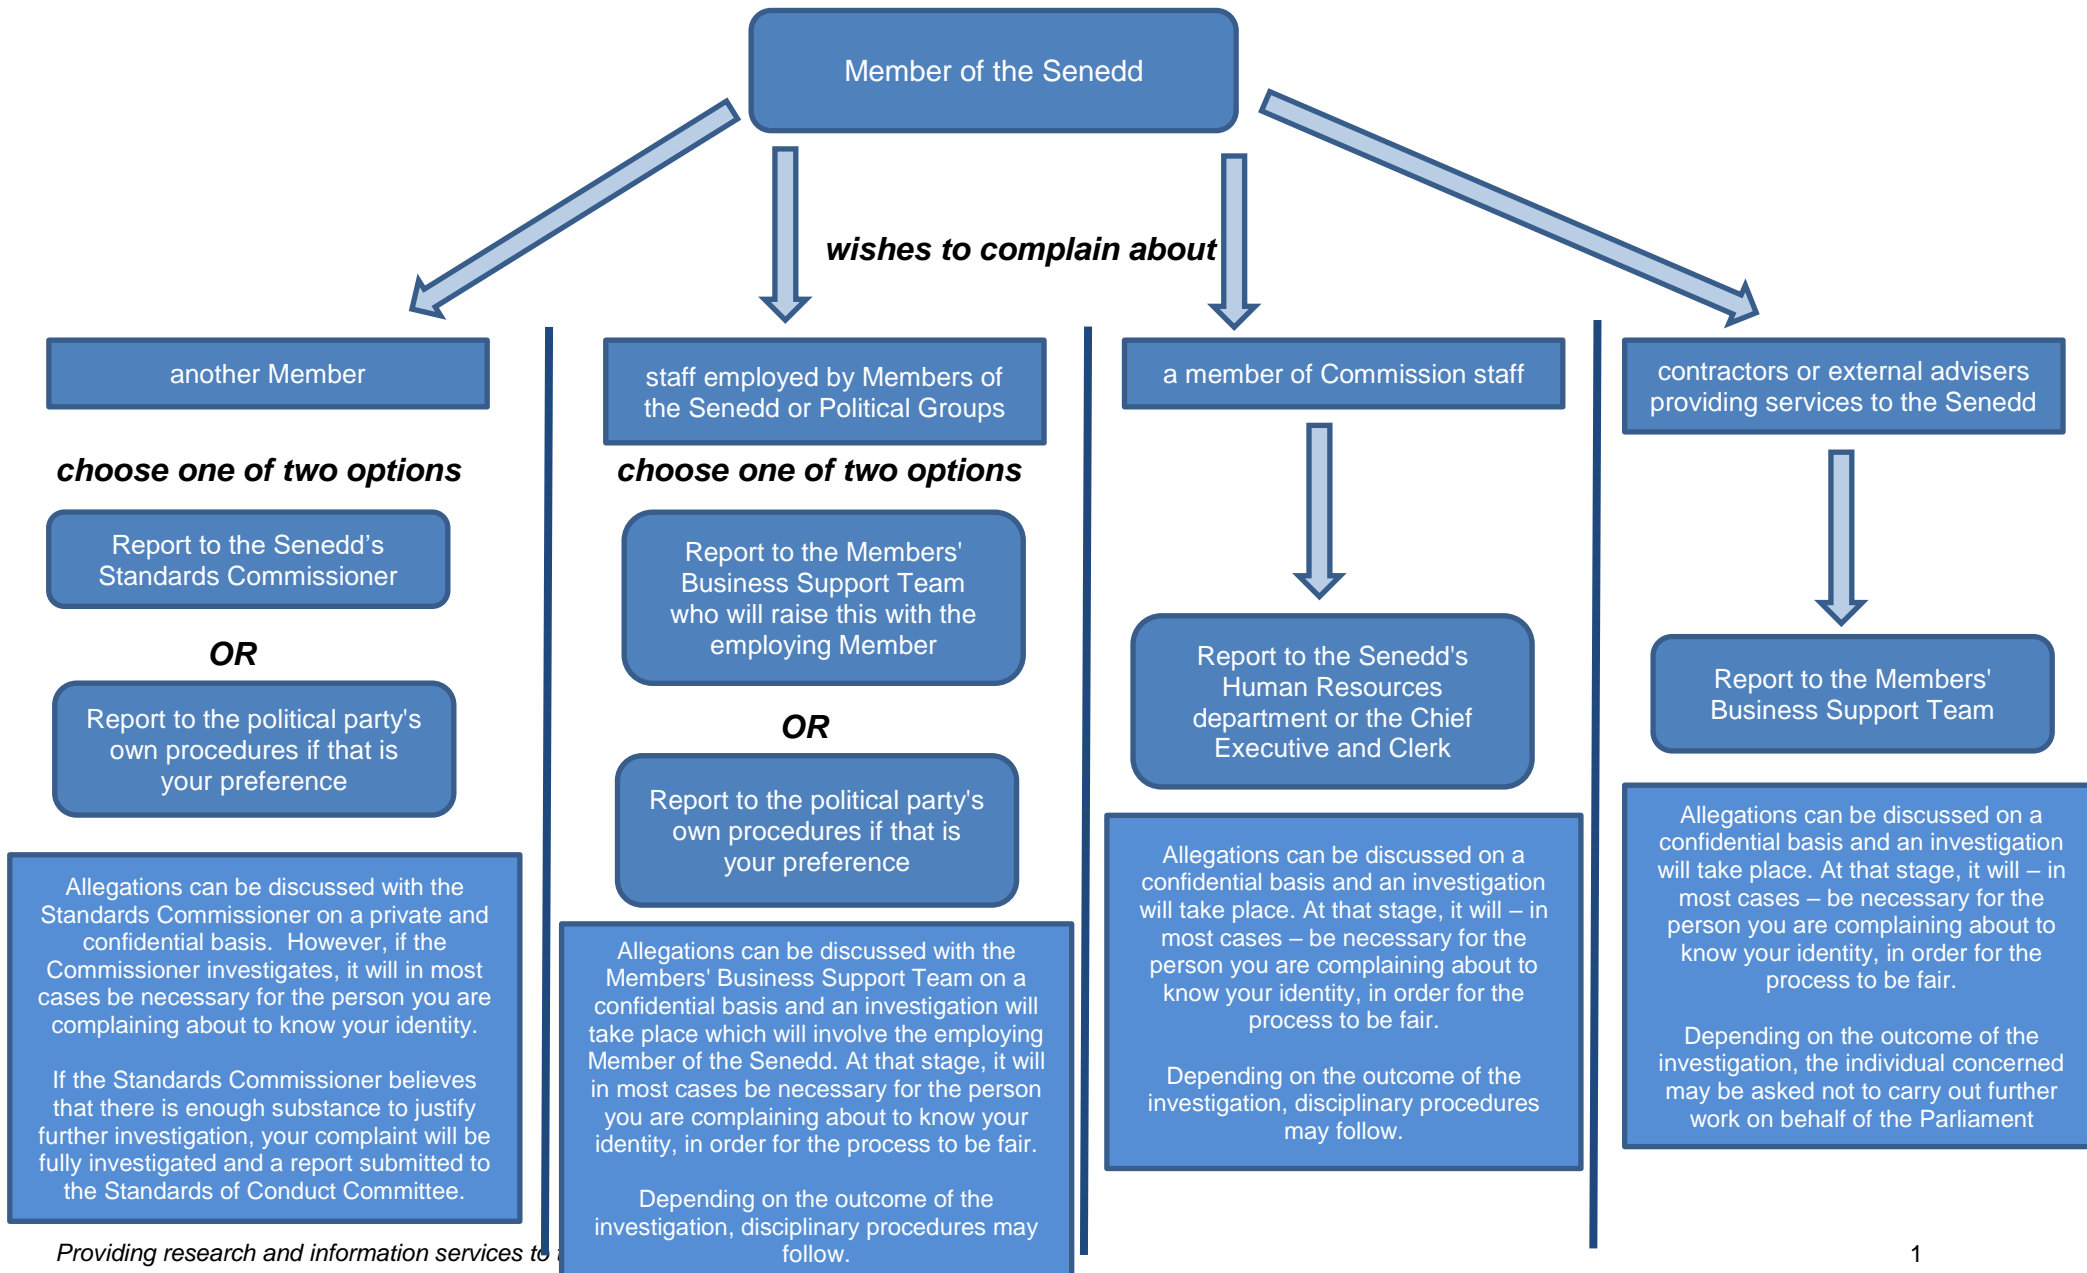 Member of the Senedd
wishes to complain about
another Member
choose one of two options
Report to the Senedd’s
Standards Commissioner
OR
Report to the political party's
own procedures if that is
your preference
Allegations can be discussed with the
Standards Commissioner on a private and
confidential basis.  However, if the
Commissioner investigates, it will in most
cases be necessary for the person you are
complaining about to know your identity.
If the Standards Commissioner believes
that there is enough substance to justify
further investigation, your complaint will be
fully investigated and a report submitted to
the Standards of Conduct Committee.
staff employed by Members of
the Senedd or Political Groups
choose one of two options
Report to the Members'
Business Support Team
who will raise this with the
employing Member
OR
Report to the political party's
own procedures if that is
your preference
Allegations can be discussed with the
Members' Business Support Team on a
confidential basis and an investigation will
take place which will involve the employing
Member of the Senedd. At that stage, it will
in most cases be necessary for the person
you are complaining about to know your
identity, in order for the process to be fair.
Depending on the outcome of the
investigation, disciplinary procedures may
follow.
a member of Commission staff
Report to the Senedd's
Human Resources
department or the Chief
Executive and Clerk
Allegations can be discussed on a
confidential basis and an investigation
will take place. At that stage, it will – in
most cases – be necessary for the
person you are complaining about to
know your identity, in order for the
process to be fair.
Depending on the outcome of the
investigation, disciplinary procedures
may follow.
contractors or external advisers
providing services to the Senedd
Report to the Members'
Business Support Team
Allegations can be discussed on a
confidential basis and an investigation
will take place. At that stage, it will – in
most cases – be necessary for the
person you are complaining about to
know your identity, in order for the
process to be fair.
Depending on the outcome of the
investigation, the individual concerned
may be asked not to carry out further
work on behalf of the Parliament
Providing research and information services to
1